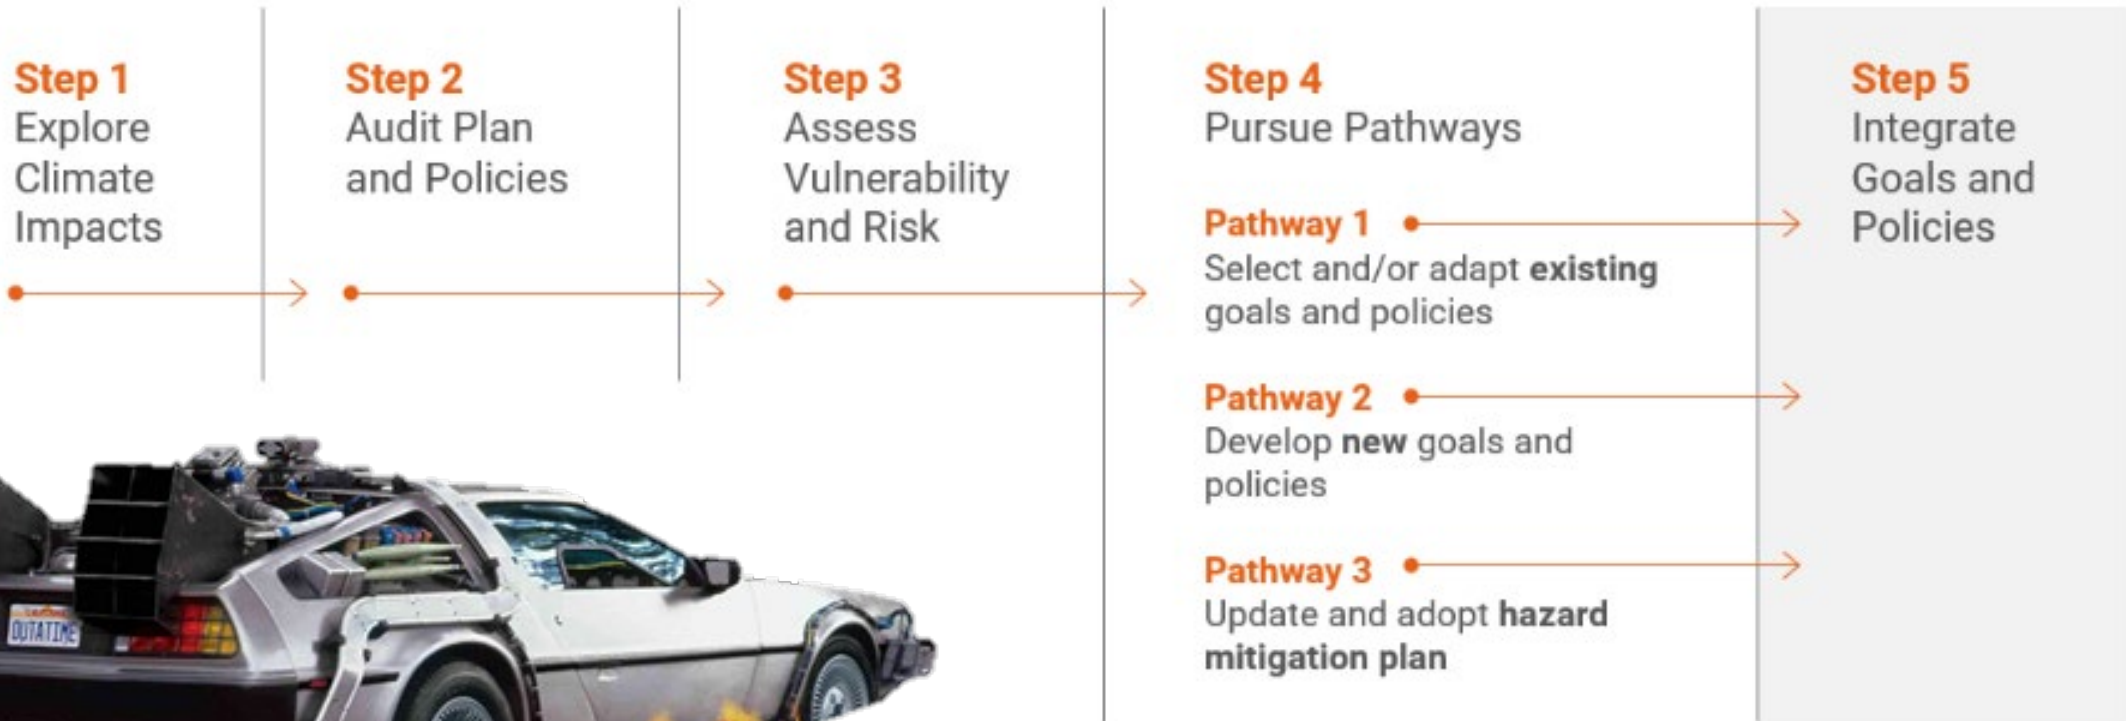 Step 1
Explore
Climate
Impacts
Step 2
Audit Plan
and Policies
Step 3
Assess
Vulnerability
and Risk
Step 4
Pursue Pathways
Pathway 1
Select and/or adapt existing
goals and policies
Pathway 2
Develop new goals and
policies
Pathway 3
Update and adopt hazard
mitigation plan
Step 5
Integrate
Goals and
Policies
OUTATIME